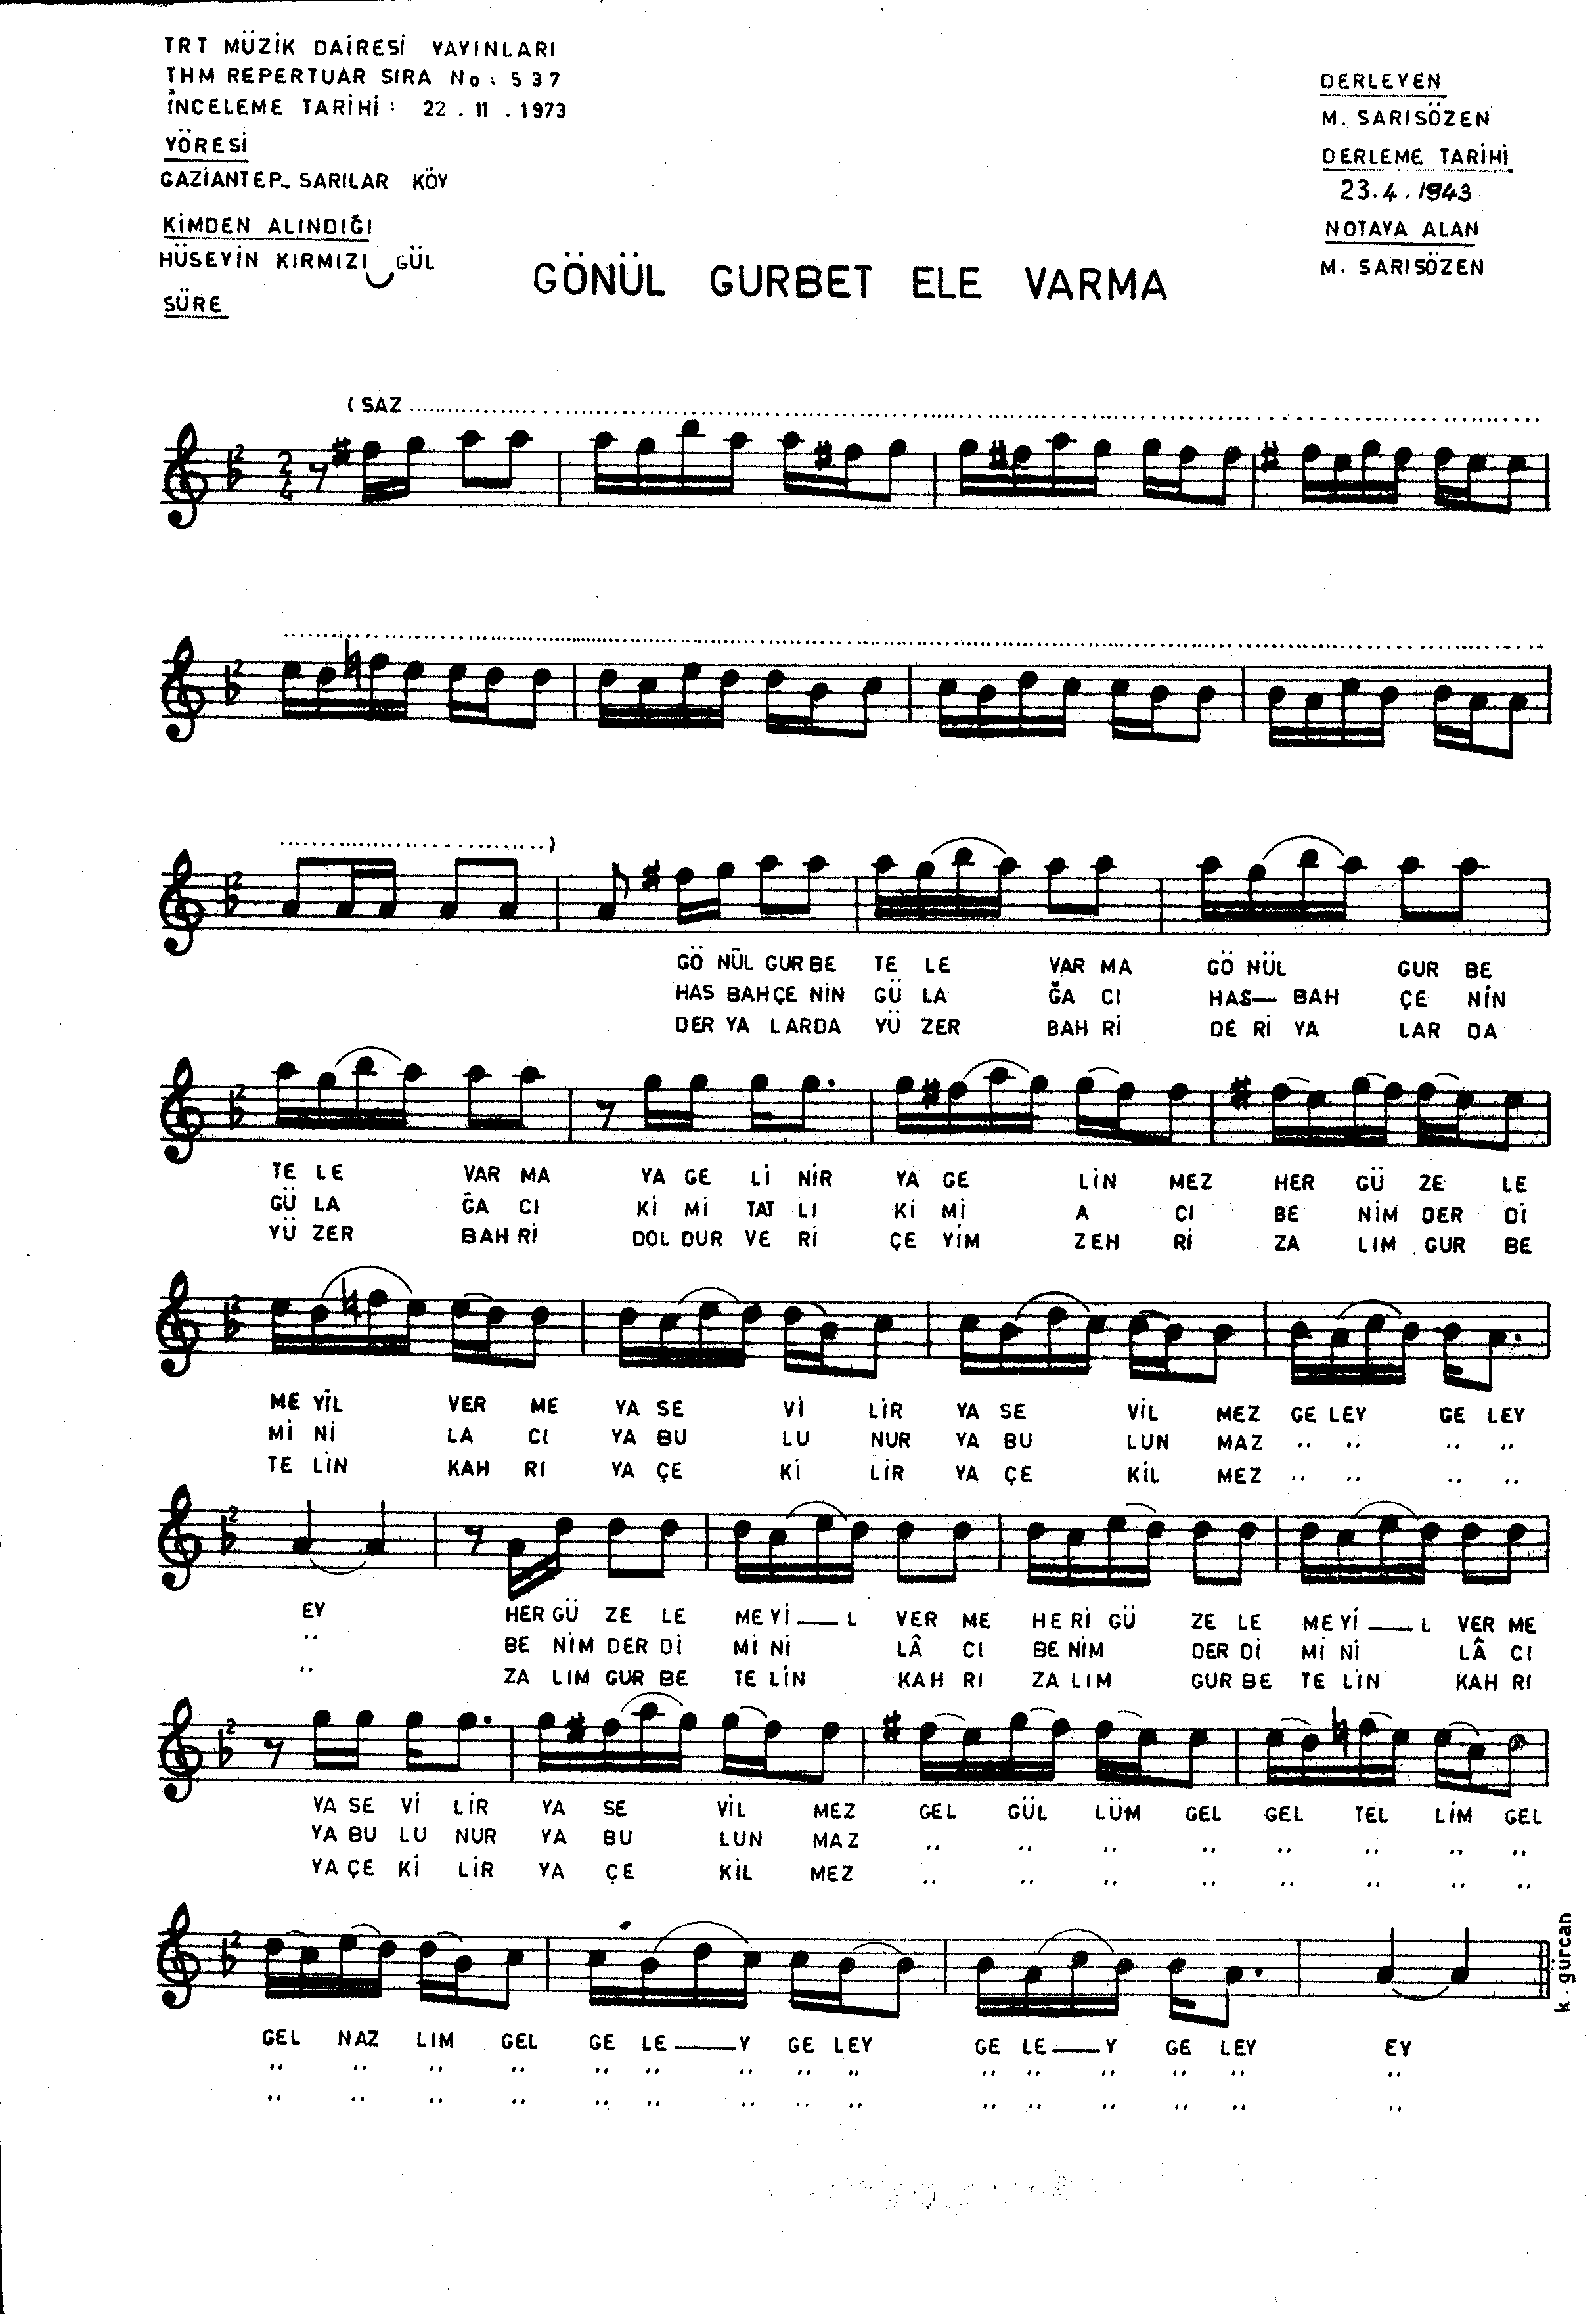 TRT MÜZİK DAİRESİ YAYINLARI
THM REPERTUAR SIRA No: 537
İNCELEME TARİHİ: 22.11.1973
YÖRESİ
GAZİANTEP- SARILAR KÖY
KİMDEN ALINDIĞI
HÜSEYİN KIRMIZI GÜL
SÜRE
DERLEYEN
M. SARISÖZEN
DERLEME TARİHİ
23.4.1943
NOTAYA ALAN
M. SARISÖZEN
GÖNÜL GURBET ELE VARMA
(SAZ
GÖ NÜL GUR BE TE LE VAR MA GÖ NÜL GUR BE
HAS BAHÇE NİN GÜ LA ĞA CI HAS— BAH ÇE NİN
DER YA LARDA YÜ ZER BAH RI DE Rİ YA LAR DA
TE LE VAR MA YA GE Lİ NİR YA GE LİN MEZ HER GÜ ZE LE
GÜ LA ĞA CI Kİ Mİ TAT LI Kİ Mİ A CI BE NİM DER Dİ
YÜ ZER BAH Rİ DOL DUR VE Rİ ÇE YİM ZEH Rİ ZA LIM GUR BE
ME YİL VER ME YA SE Vİ LİR YA SE VİL MEZ GE LEY GE LEY
Mİ Nİ LA CI YA BU LU NUR YA BU LUN MAZ ,, ,, ,, ,,
TE LİN KAH RI YA ÇE Kİ LİR YA ÇE KİL MEZ ,, ,, ,, ,,
EY HER GÜ ZE LE ME Yİ—L VER ME HE Rİ GÜ ZE LE ME Yİ—L VER ME
,, BE NİM DER Dİ Mİ Nİ LÂ CI BE NİM DER Dİ Mİ Nİ LÂ CI
,, ZA LIM GUR BE TE LİN KAH RI ZA LIM GUR BE TE LİN KAH RI
YA SE Vİ LİR YA SE VİL MEZ GEL GÜL LÜM GEL GEL TEL LİM GEL
YA BU LU NUR YA BU LUN MAZ ,, ,, ,, ,, ,, ,, ,, ,,
YA ÇE Kİ LİR YA ÇE KİL MEZ ,, ,, ,, ,, ,, ,, ,, ,,
GEL NAZ LIM GEL GE LE—Y GE LEY GE LE—Y GE LEY EY
,, ,, ,, ,, ,, ,, ,, ,, ,, ,, ,, ,, ,, ,, ,,
,, ,, ,, ,, ,, ,, ,, ,, ,, ,, ,, ,, ,, ,, ,,
k. gürcan